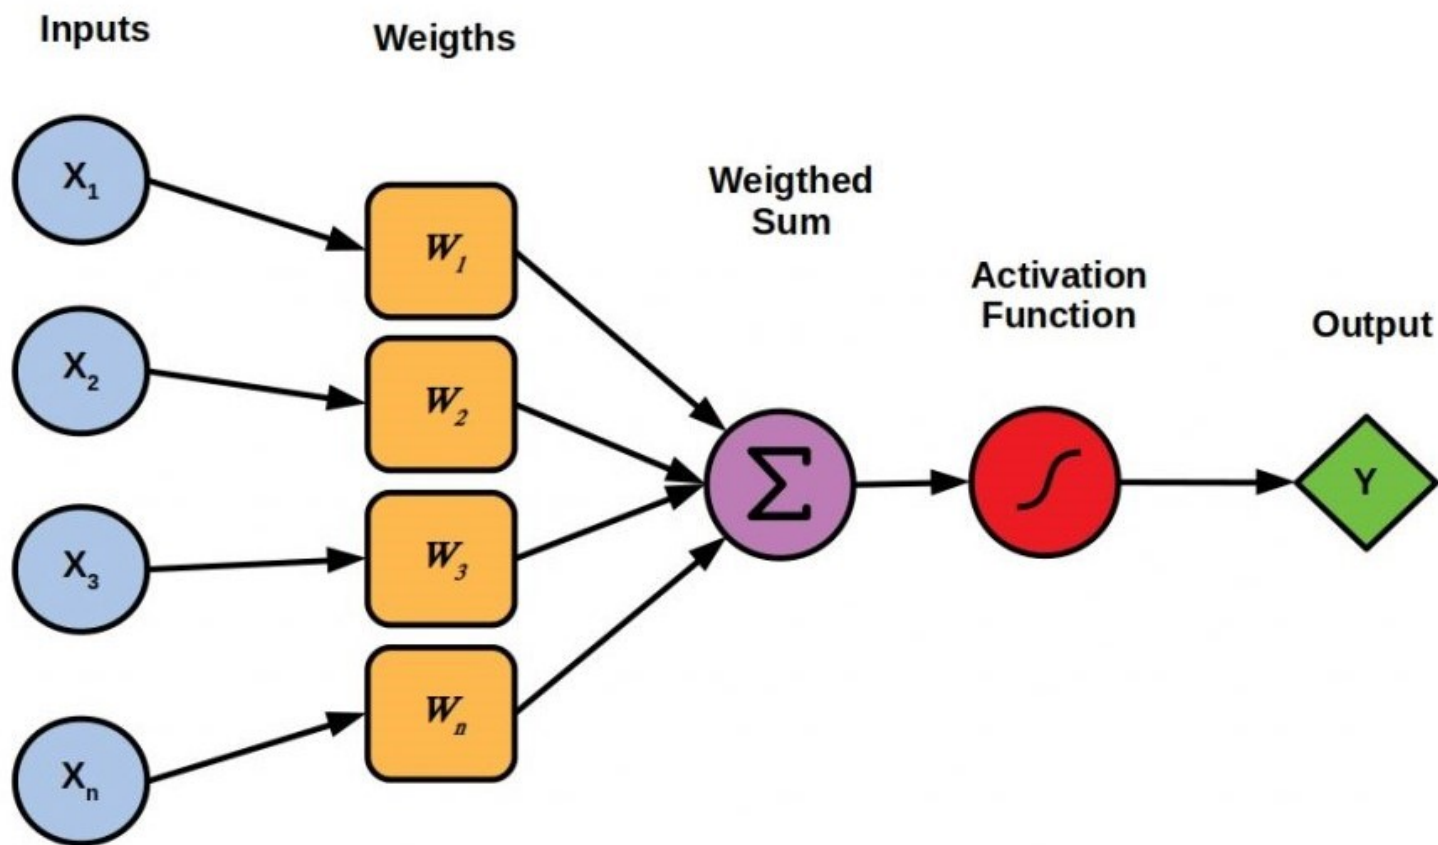 Inputs
Weigths
X1
W1
Weigthed
Sum
X2
W2
Activation
Function
Output
Σ
Y
X3
W3
Xn
Wn